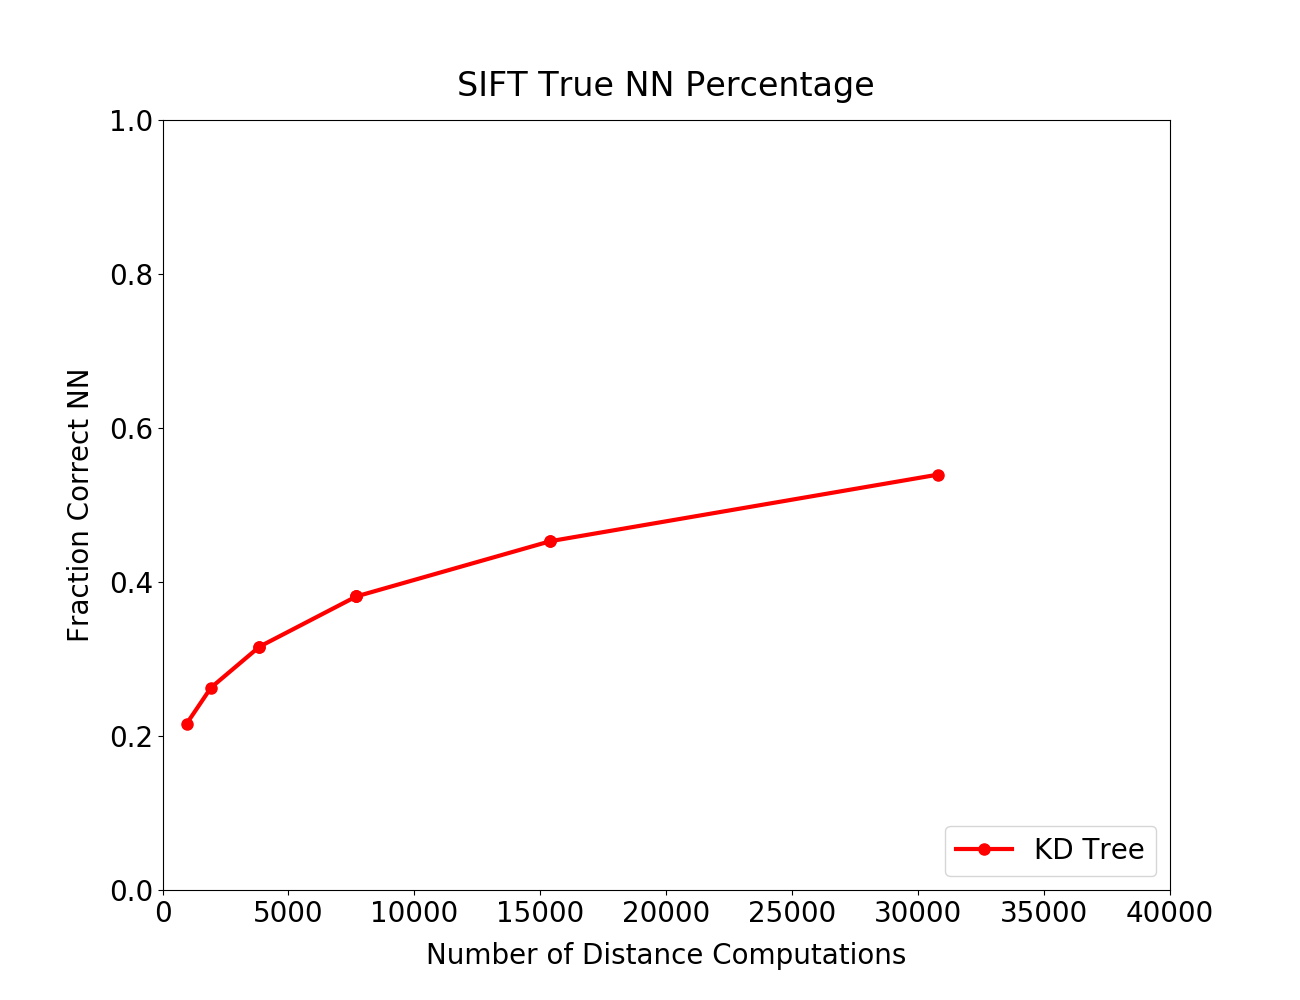 SIFT True NN Percentage
1.0
0.8
0.6
0.4
0.2
0.0
Fraction Correct NN
KD Tree
0 5000 10000 15000 20000 25000 30000 35000 40000
Number of Distance Computations